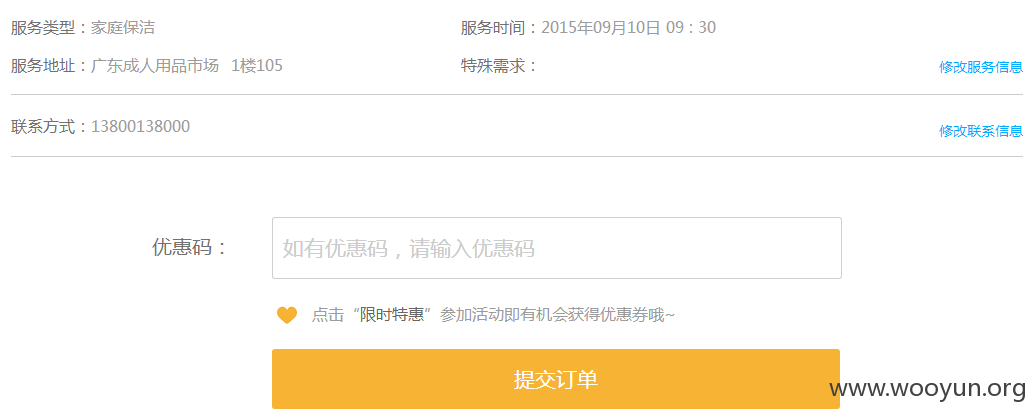 服务类型：家庭保洁 服务时间：2015年09月10日 09：30
服务地址：广东成人用品市场 1楼105 特殊需求： 修改服务信息
联系方式：13800138000 修改联系信息
优惠码： 如有优惠码，请输入优惠码
点击“限时特惠”参加活动即有机会获得优惠券哦~
提交订单
www.wooyun.org